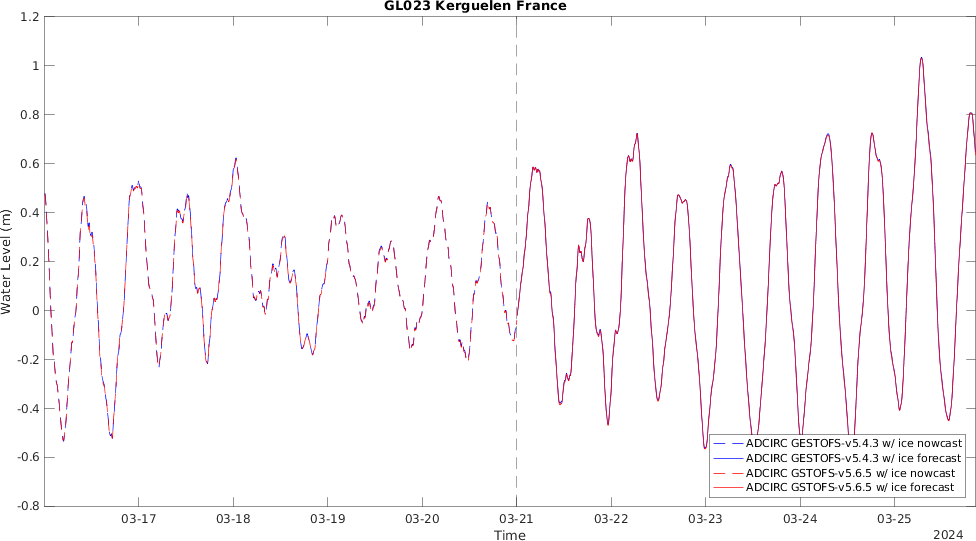 GL023 Kerguelen France
1.2
1
0.8
0.6
0.4
0.2
0
-0.2
-0.4
-0.6
-0.8
Water Level (m)
ADCIRC GESTOFS-v5.4.3 w/ ice nowcast
ADCIRC GESTOFS-v5.4.3 w/ ice forecast
ADCIRC GSTOFS-v5.6.5 w/ ice nowcast
ADCIRC GSTOFS-v5.6.5 w/ ice forecast
03-17 03-18 03-19 03-20 03-21 03-22 03-23 03-24 03-25
Time
2024